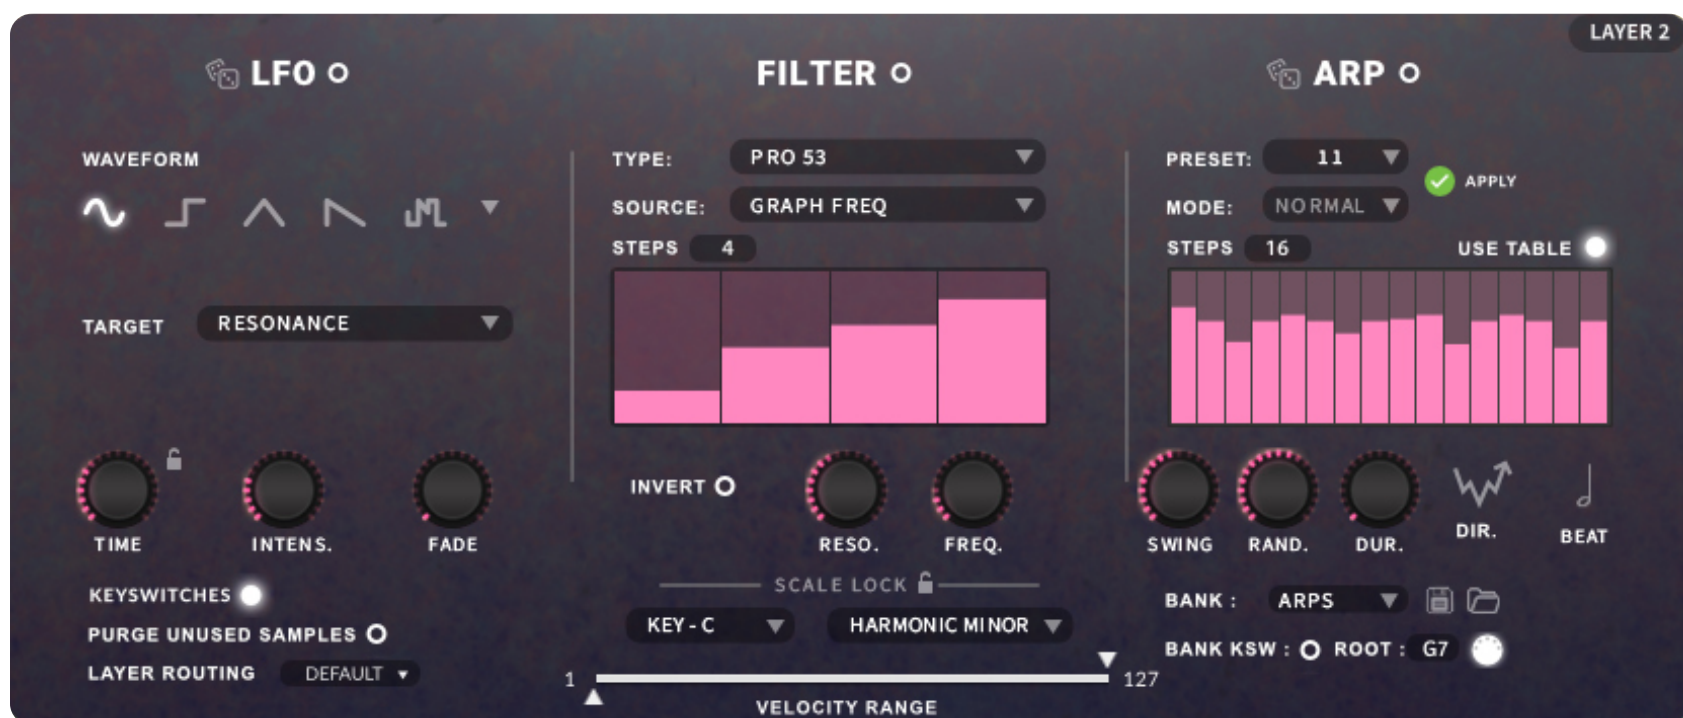 LAYER 2
LFO
FILTER
ARP
WAVEFORM
TYPE: PRO 53
PRESET: 11
APPLY
SOURCE: GRAPH FREQ
MODE: NORMAL
STEPS 4
STEPS 16
USE TABLE
TARGET RESONANCE
INVERT
TIME
INTENS.
FADE
RESO.
FREQ.
SWING
RAND.
DUR.
DIR.
BEAT
KEYSWITCHES
SCALE LOCK
BANK : ARPS
PURGE UNUSED SAMPLES
KEY - C
HARMONIC MINOR
BANK KSW : ROOT : G7
LAYER ROUTING DEFAULT
1
127
VELOCITY RANGE